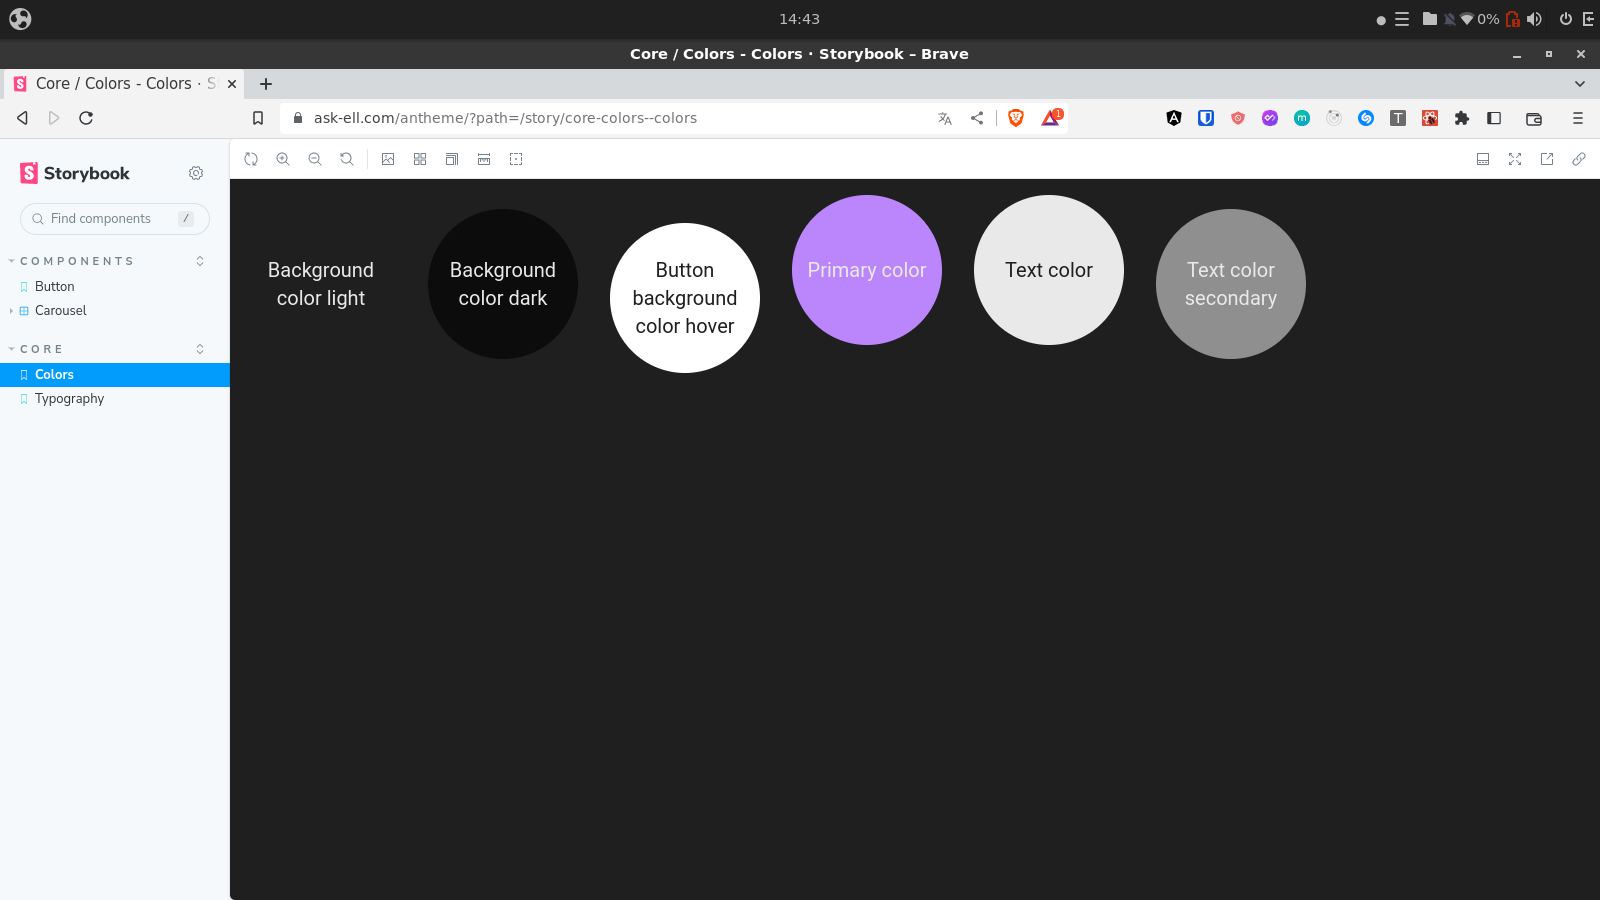 14:43
0%
Core / Colors - Colors · Storybook – Brave
Core / Colors - Colors · S
ask-ell.com/antheme/?path=/story/core-colors--colors
1
Storybook
Find components
/
COMPONENTS
Button
Carousel
CORE
Colors
Typography
Background
color light
Background
color dark
Button
background
color hover
Primary color
Text color
Text color
secondary